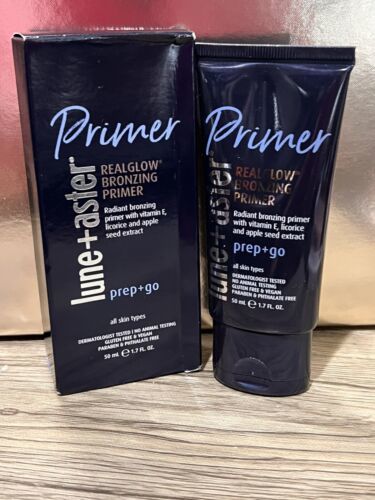 Primer
lune+aster®
REALGLOW®
BRONZING
PRIMER
Radiant bronzing
primer with vitamin E,
licorice and apple
seed extract
prep+go
all skin types
DERMATOLOGIST TESTED | NO ANIMAL TESTING
GLUTEN FREE & VEGAN
PARABEN & PHTHALATE FREE
50 mL ℮ 1.7 FL. OZ.
Primer
lune+aster®
REALGLOW®
BRONZING
PRIMER
Radiant bronzing primer
with vitamin E, licorice
and apple seed extract
prep+go
all skin types
DERMATOLOGIST TESTED
NO ANIMAL TESTING
GLUTEN FREE & VEGAN
PARABEN & PHTHALATE FREE
50 mL ℮ 1.7 FL. OZ.